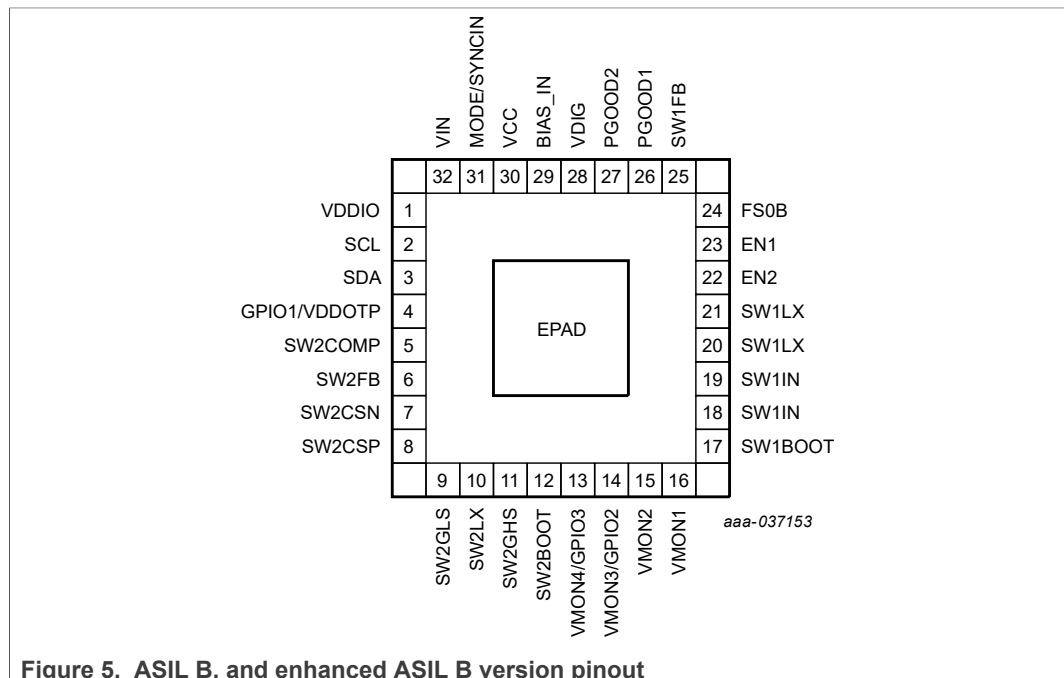 VIN
MODE/SYNCIN
VCC
BIAS_IN
VDIG
PGOOD2
PGOOD1
SW1FB
32 31 30 29 28 27 26 25
VDDIO 1 24 FS0B
SCL 2 23 EN1
SDA 3 22 EN2
GPIO1/VDDOTP 4 21 SW1LX
SW2COMP 5 EPAD 20 SW1LX
SW2FB 6 19 SW1IN
SW2CSN 7 18 SW1IN
SW2CSP 8 17 SW1BOOT
9 10 11 12 13 14 15 16
SW2GLS
SW2LX
SW2GHS
SW2BOOT
VMON4/GPIO3
VMON3/GPIO2
VMON2
VMON1
aaa-037153
Figure 5. ASIL B, and enhanced ASIL B version pinout